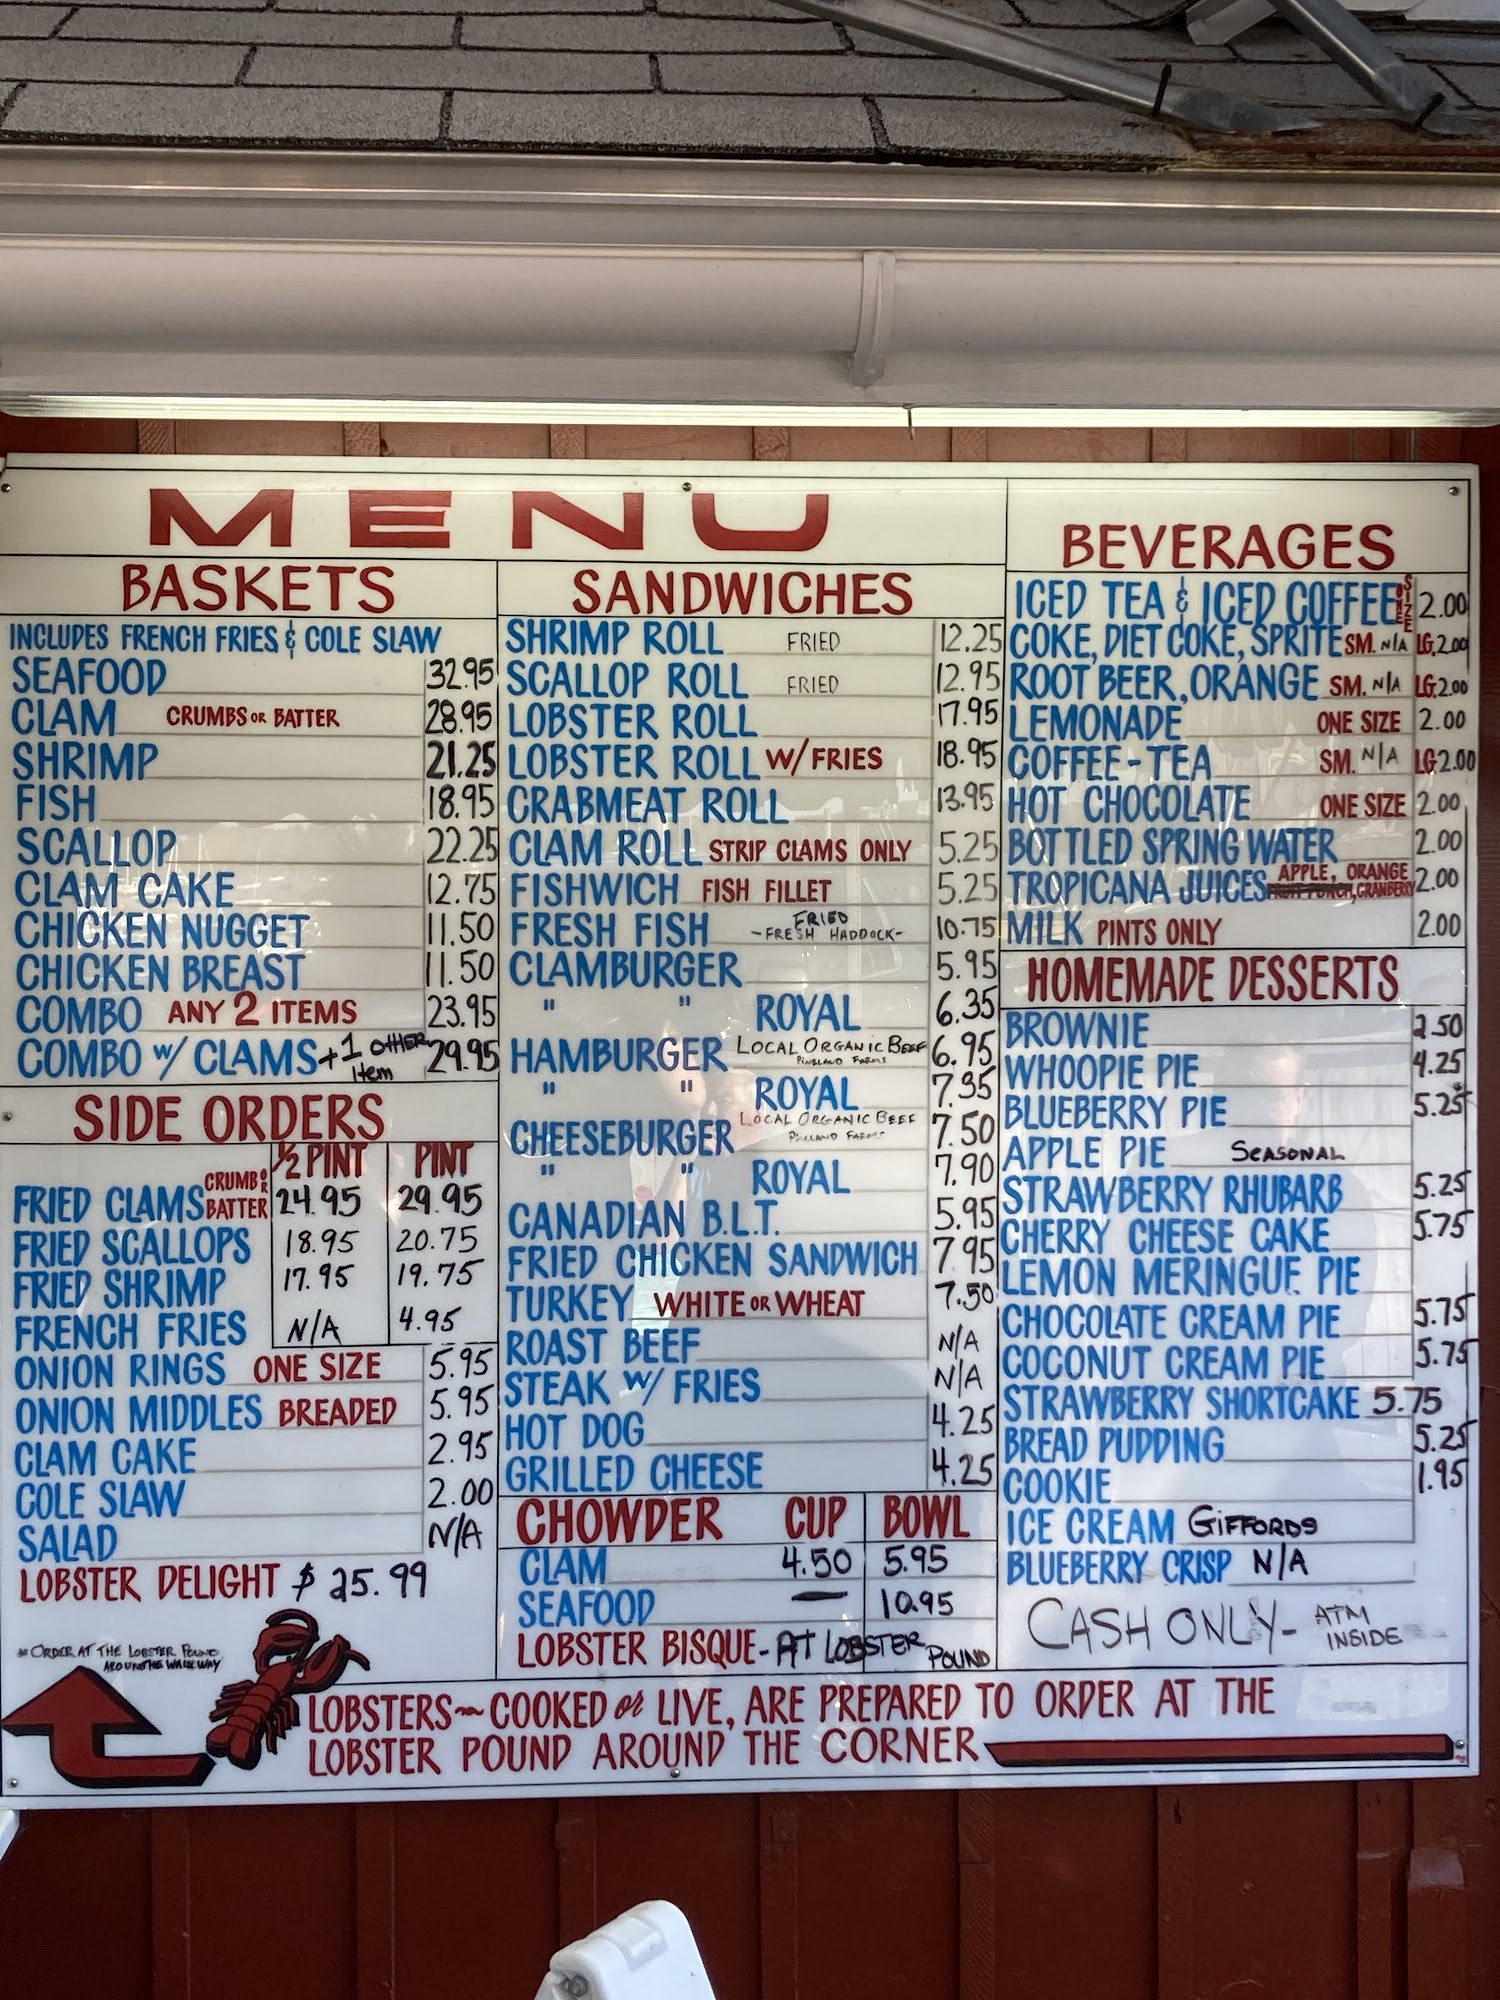 MENU
BASKETS
INCLUDES FRENCH FRIES & COLE SLAW
SEAFOOD 32.95
CLAM CRUMBS OR BATTER 28.95
SHRIMP 21.25
FISH 18.95
SCALLOP 22.25
CLAM CAKE 12.75
CHICKEN NUGGET 11.50
CHICKEN BREAST 11.50
COMBO ANY 2 ITEMS 23.95
COMBO W/ CLAMS +1 OTHER Item 29.95
SIDE ORDERS
1/2 PINT PINT
FRIED CLAMS CRUMB OR BATTER 24.95 29.95
FRIED SCALLOPS 18.95 20.75
FRIED SHRIMP 17.95 19.75
FRENCH FRIES N/A 4.95
ONION RINGS ONE SIZE 5.95
ONION MIDDLES BREADED 5.95
CLAM CAKE 2.95
COLE SLAW 2.00
SALAD N/A
LOBSTER DELIGHT $ 25.99
* ORDER AT THE LOBSTER POUND
AROUND THE WALKWAY
SANDWICHES
SHRIMP ROLL FRIED 12.25
SCALLOP ROLL FRIED 12.95
LOBSTER ROLL 17.95
LOBSTER ROLL W/FRIES 18.95
CRABMEAT ROLL 13.95
CLAM ROLL STRIP CLAMS ONLY 5.25
FISHWICH FISH FILLET 5.25
FRESH FISH FRIED -FRESH HADDOCK- 10.75
CLAMBURGER 5.95
" " ROYAL 6.35
HAMBURGER LOCAL ORGANIC BEEF PINELAND FARMS 6.95
" " ROYAL 7.35
CHEESEBURGER LOCAL ORGANIC BEEF PINELAND FARMS 7.50
" " ROYAL 7.90
CANADIAN B.L.T. 5.95
FRIED CHICKEN SANDWICH 7.95
TURKEY WHITE OR WHEAT 7.50
ROAST BEEF N/A
STEAK W/ FRIES N/A
HOT DOG 4.25
GRILLED CHEESE 4.25
CHOWDER CUP BOWL
CLAM 4.50 5.95
SEAFOOD — 10.95
LOBSTER BISQUE - AT LOBSTER POUND
BEVERAGES
ICED TEA & ICED COFFEE ONE SIZE 2.00
COKE, DIET COKE, SPRITE SM. N/A LG. 2.00
ROOT BEER, ORANGE SM. N/A LG. 2.00
LEMONADE ONE SIZE 2.00
COFFEE - TEA SM. N/A LG 2.00
HOT CHOCOLATE ONE SIZE 2.00
BOTTLED SPRING WATER 2.00
TROPICANA JUICES APPLE, ORANGE FRUIT PUNCH, CRANBERRY 2.00
MILK PINTS ONLY 2.00
HOMEMADE DESSERTS
BROWNIE 2.50
WHOOPIE PIE 4.25
BLUEBERRY PIE 5.25
APPLE PIE SEASONAL
STRAWBERRY RHUBARB 5.25
CHERRY CHEESE CAKE 5.75
LEMON MERINGUE PIE
CHOCOLATE CREAM PIE 5.75
COCONUT CREAM PIE 5.75
STRAWBERRY SHORTCAKE 5.75
BREAD PUDDING 5.25
COOKIE 1.95
ICE CREAM GIFFORDS
BLUEBERRY CRISP N/A
CASH ONLY - ATM INSIDE
LOBSTERS ~ COOKED or LIVE, ARE PREPARED TO ORDER AT THE
LOBSTER POUND AROUND THE CORNER